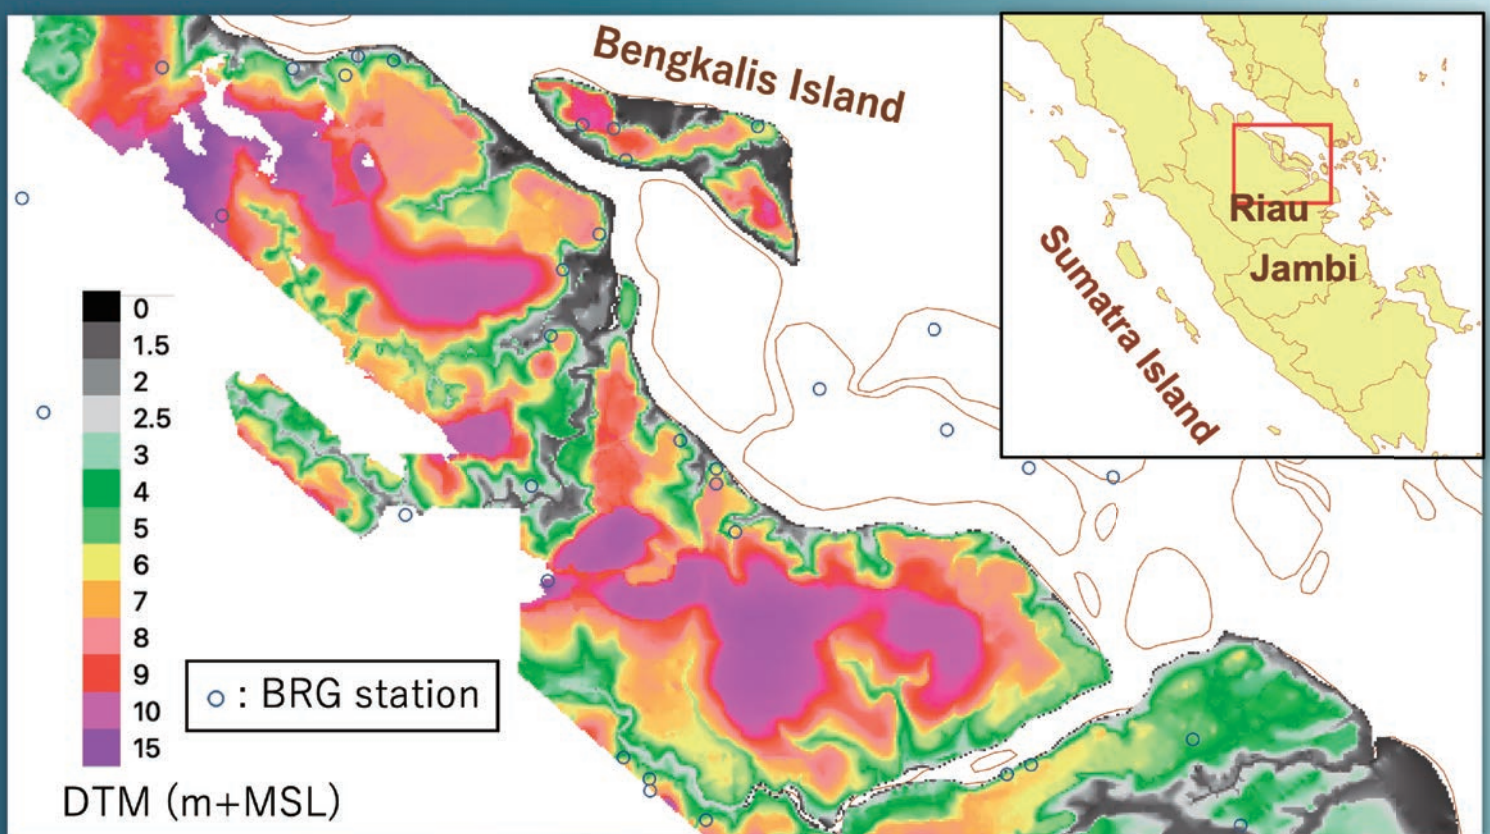 Bengkalis Island
Riau
Jambi
Sumatra Island
0
1.5
2
2.5
3
4
5
6
7
8
9
10
15
DTM (m+MSL)
: BRG station